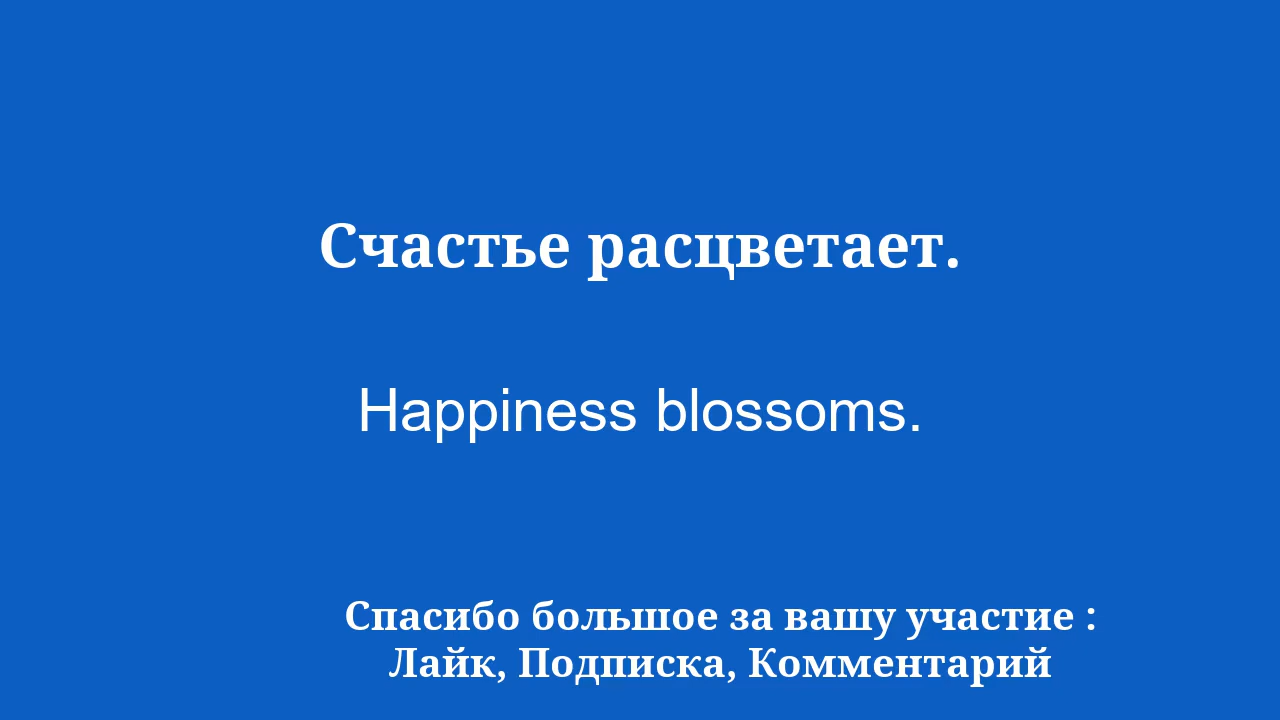 Счастье расцветает.
Happiness blossoms.
Спасибо большое за вашу участие :
Лайк, Подписка, Комментарий